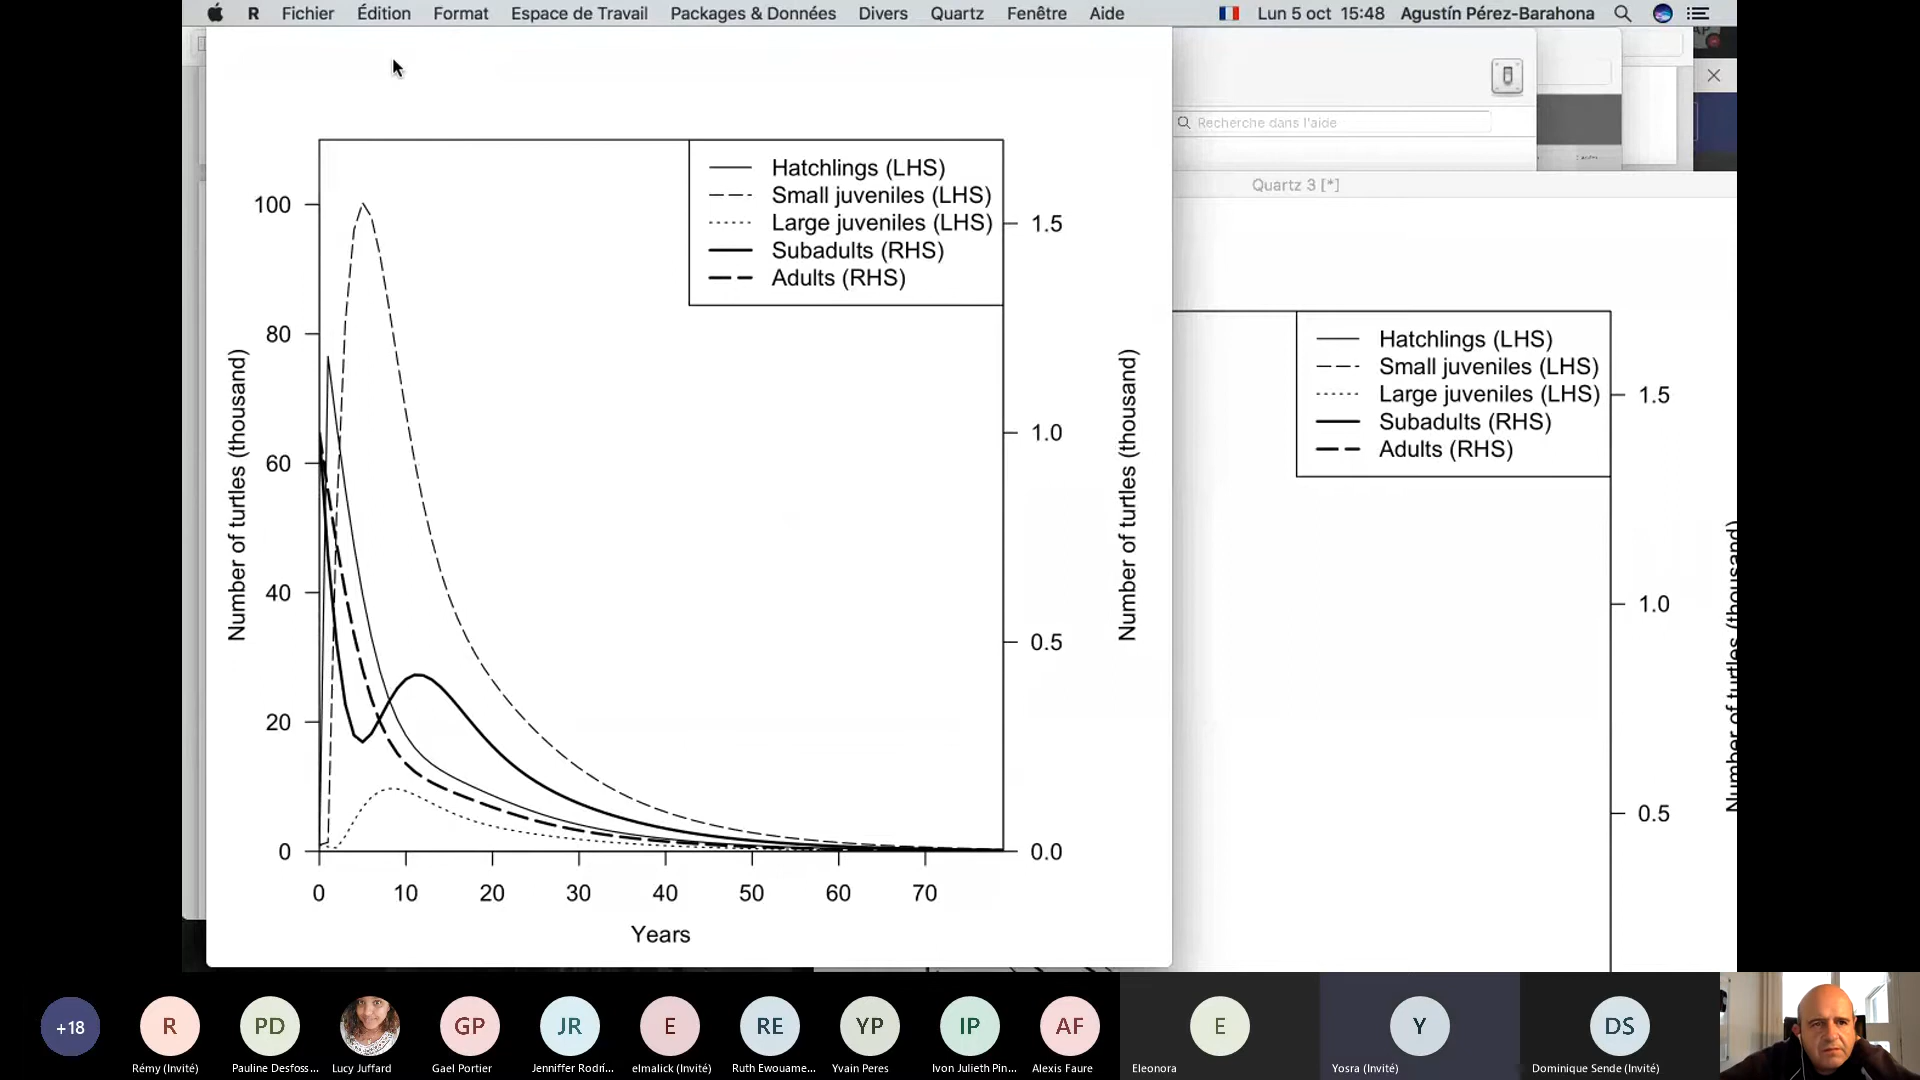 R Fichier Édition Format Espace de Travail Packages & Données Divers Quartz Fenêtre Aide Lun 5 oct 15:48 Agustín Pérez-Barahona
Recherche dans l'aide
Quartz 3 [*]
Hatchlings (LHS)
Small juveniles (LHS)
Large juveniles (LHS)
Subadults (RHS)
Adults (RHS)
100
80
60
40
20
0
Number of turtles (thousand)
1.5
1.0
0.5
0.0
Number of turtles (thousand)
0 10 20 30 40 50 60 70
Years
Hatchlings (LHS)
Small juveniles (LHS)
Large juveniles (LHS)
Subadults (RHS)
Adults (RHS)
1.5
1.0
0.5
Number of turtles (thousand)
+18 R PD GP JR E RE YP IP AF E Y DS
Rémy (Invité) Pauline Desfoss... Lucy Juffard Gael Portier Jenniffer Rodrí... elmalick (Invité) Ruth Ewouame... Yvain Peres Ivon Julieth Pin... Alexis Faure Eleonora Yosra (Invité) Dominique Sende (Invité)